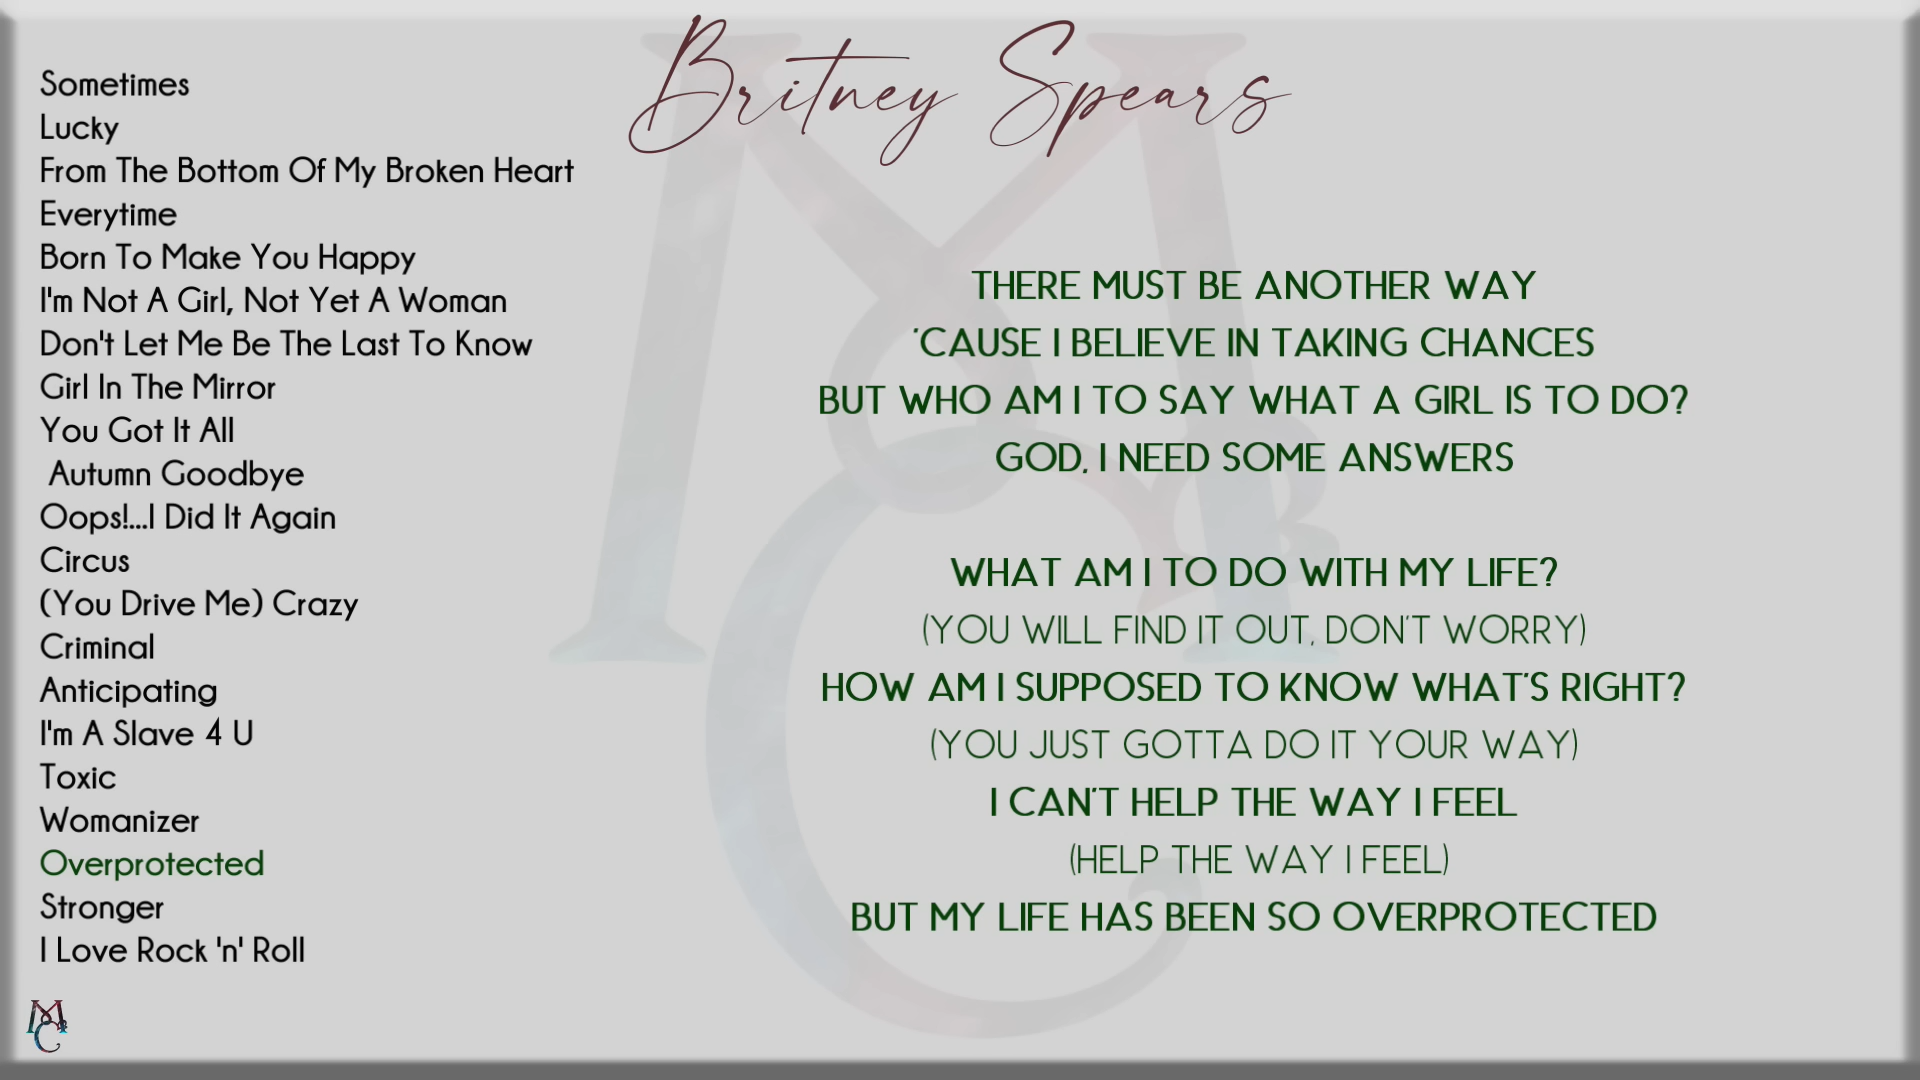 Britney Spears
Sometimes
Lucky
From The Bottom Of My Broken Heart
Everytime
Born To Make You Happy
I'm Not A Girl, Not Yet A Woman
Don't Let Me Be The Last To Know
Girl In The Mirror
You Got It All
Autumn Goodbye
Oops!...I Did It Again
Circus
(You Drive Me) Crazy
Criminal
Anticipating
I'm A Slave 4 U
Toxic
Womanizer
Overprotected
Stronger
I Love Rock 'n' Roll
THERE MUST BE ANOTHER WAY
'CAUSE I BELIEVE IN TAKING CHANCES
BUT WHO AM I TO SAY WHAT A GIRL IS TO DO?
GOD, I NEED SOME ANSWERS
WHAT AM I TO DO WITH MY LIFE?
(YOU WILL FIND IT OUT, DON'T WORRY)
HOW AM I SUPPOSED TO KNOW WHAT'S RIGHT?
(YOU JUST GOTTA DO IT YOUR WAY)
I CAN'T HELP THE WAY I FEEL
(HELP THE WAY I FEEL)
BUT MY LIFE HAS BEEN SO OVERPROTECTED